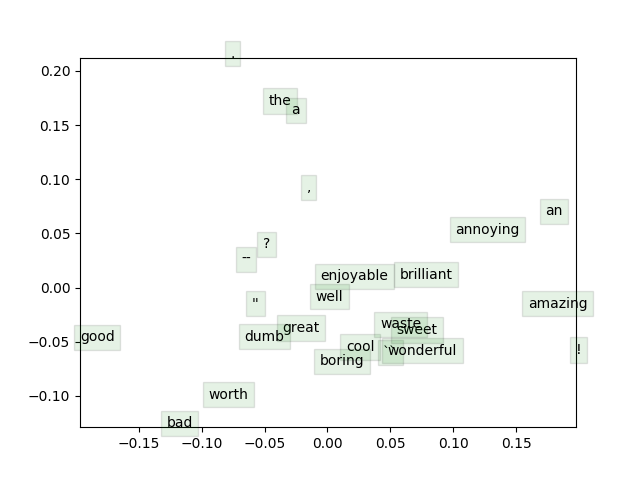 .
0.20
the
a
0.15
0.10
,
an
annoying
0.05
?
--
enjoyable
brilliant
0.00
well
"
amazing
waste
great
sweet
good
dumb
−0.05
cool
``
wonderful
!
boring
worth
−0.10
bad
−0.15 −0.10 −0.05 0.00 0.05 0.10 0.15